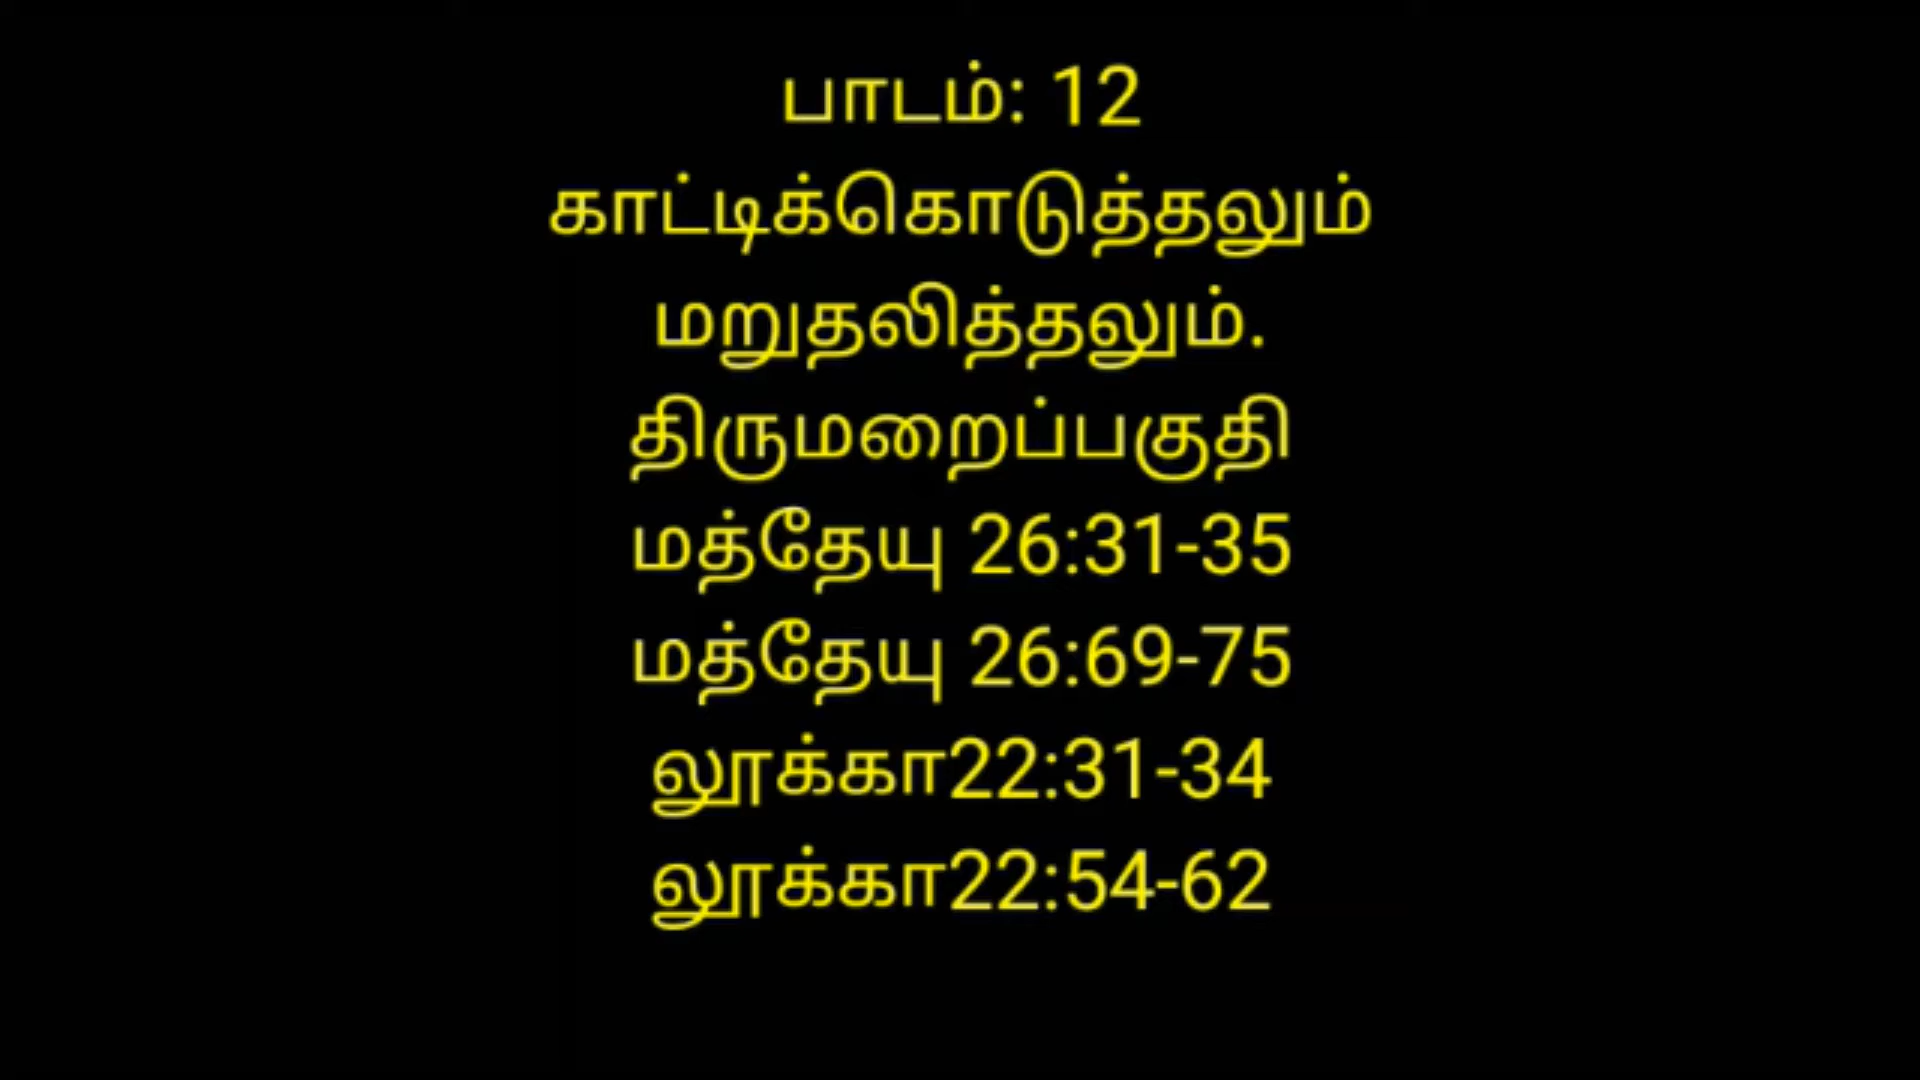 பாடம்: 12
காட்டிக்கொடுத்தலும்
மறுதலித்தலும்.
திருமறைப்பகுதி
மத்தேயு 26:31-35
மத்தேயு 26:69-75
லூக்கா22:31-34
லூக்கா22:54-62